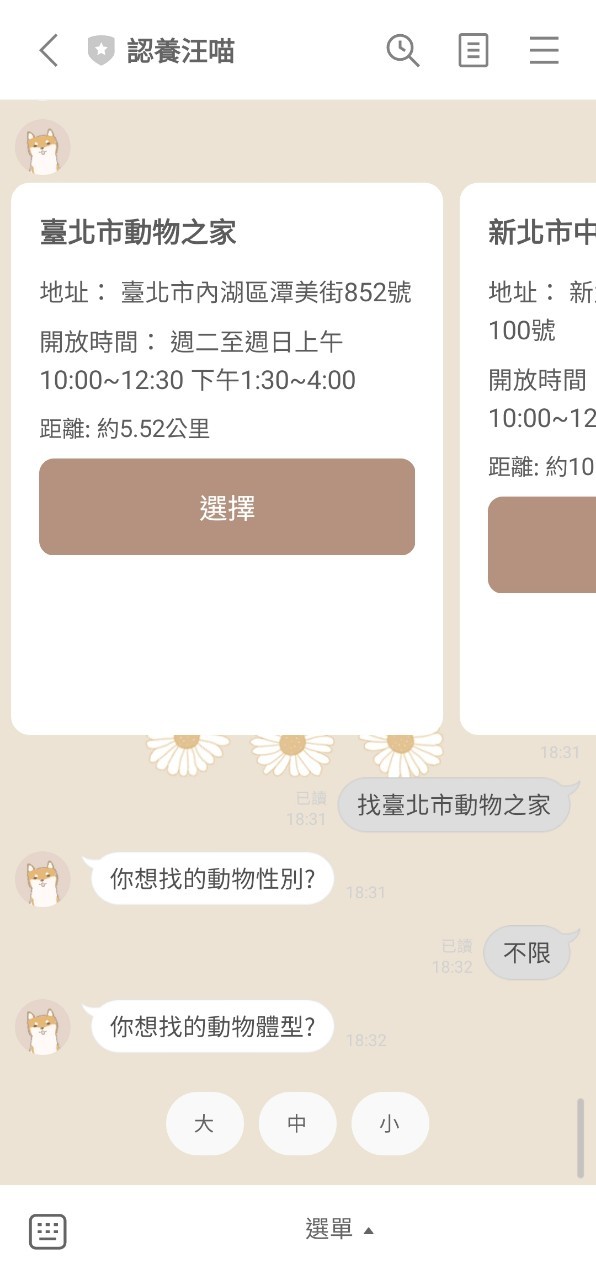 認養汪喵
臺北市動物之家
地址： 臺北市內湖區潭美街852號
開放時間： 週二至週日上午
10:00~12:30 下午1:30~4:00
距離: 約5.52公里
選擇
新北市中
地址： 新
100號
開放時間
10:00~12
距離: 約10
18:31
已讀
18:31
找臺北市動物之家
你想找的動物性別?
18:31
已讀
18:32
不限
你想找的動物體型?
18:32
大
中
小
選單